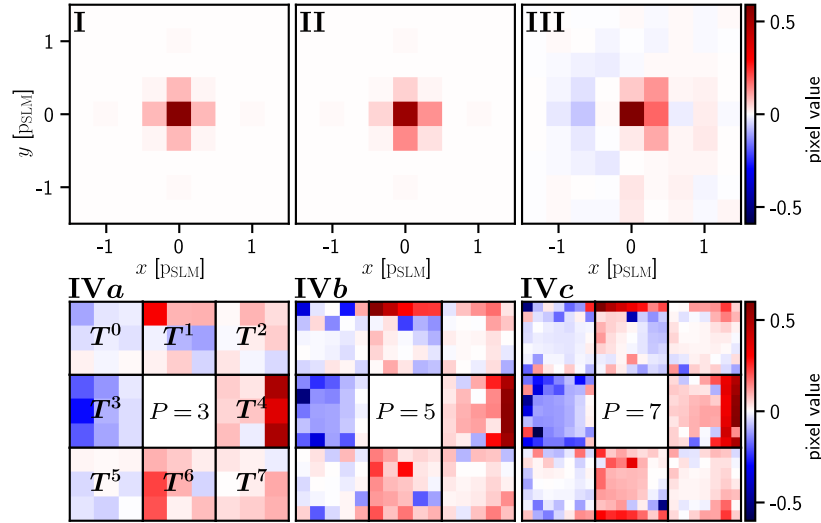 I II III
1
0
-1
y [pSLM]
-1 0 1
-1 0 1
-1 0 1
x [pSLM]
x [pSLM]
x [pSLM]
0.5
0
-0.5
pixel value
IVa IVb IVc
T⁰ T¹ T²
T³ P = 3 T⁴
T⁵ T⁶ T⁷
P = 5
P = 7
0.5
0
-0.5
pixel value